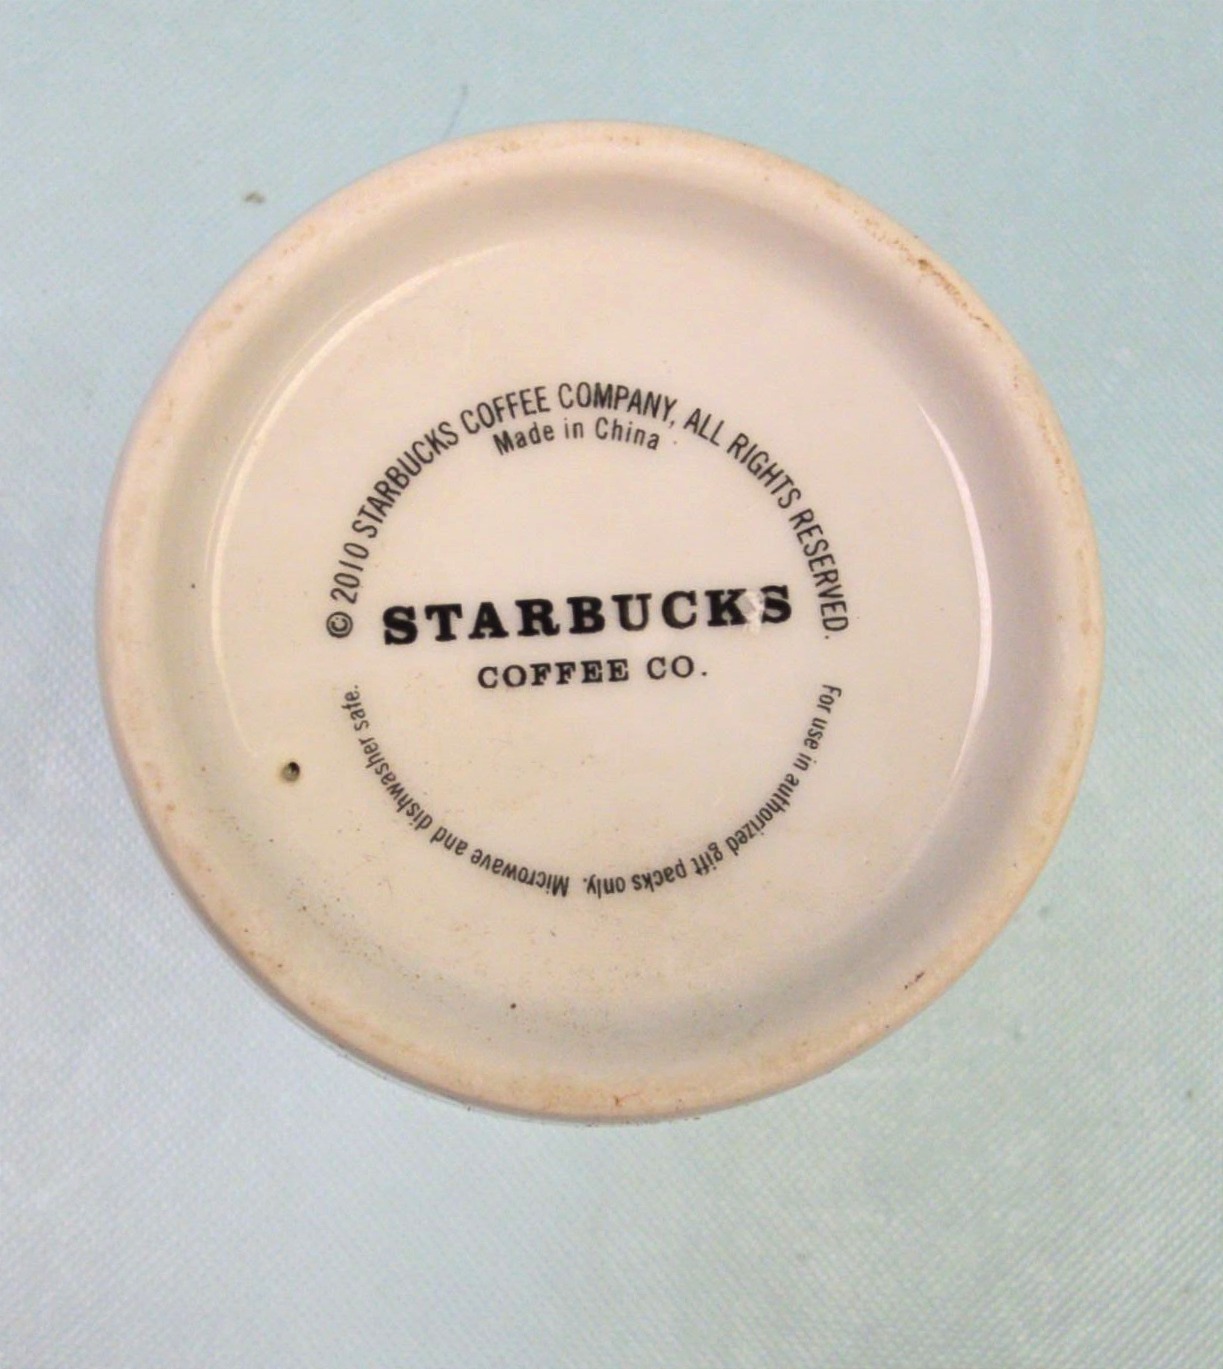 © 2010 STARBUCKS COFFEE COMPANY, ALL RIGHTS RESERVED.
Made in China
STARBUCKS
COFFEE CO.
For use in authorized gift packs only. Microwave and dishwasher safe.